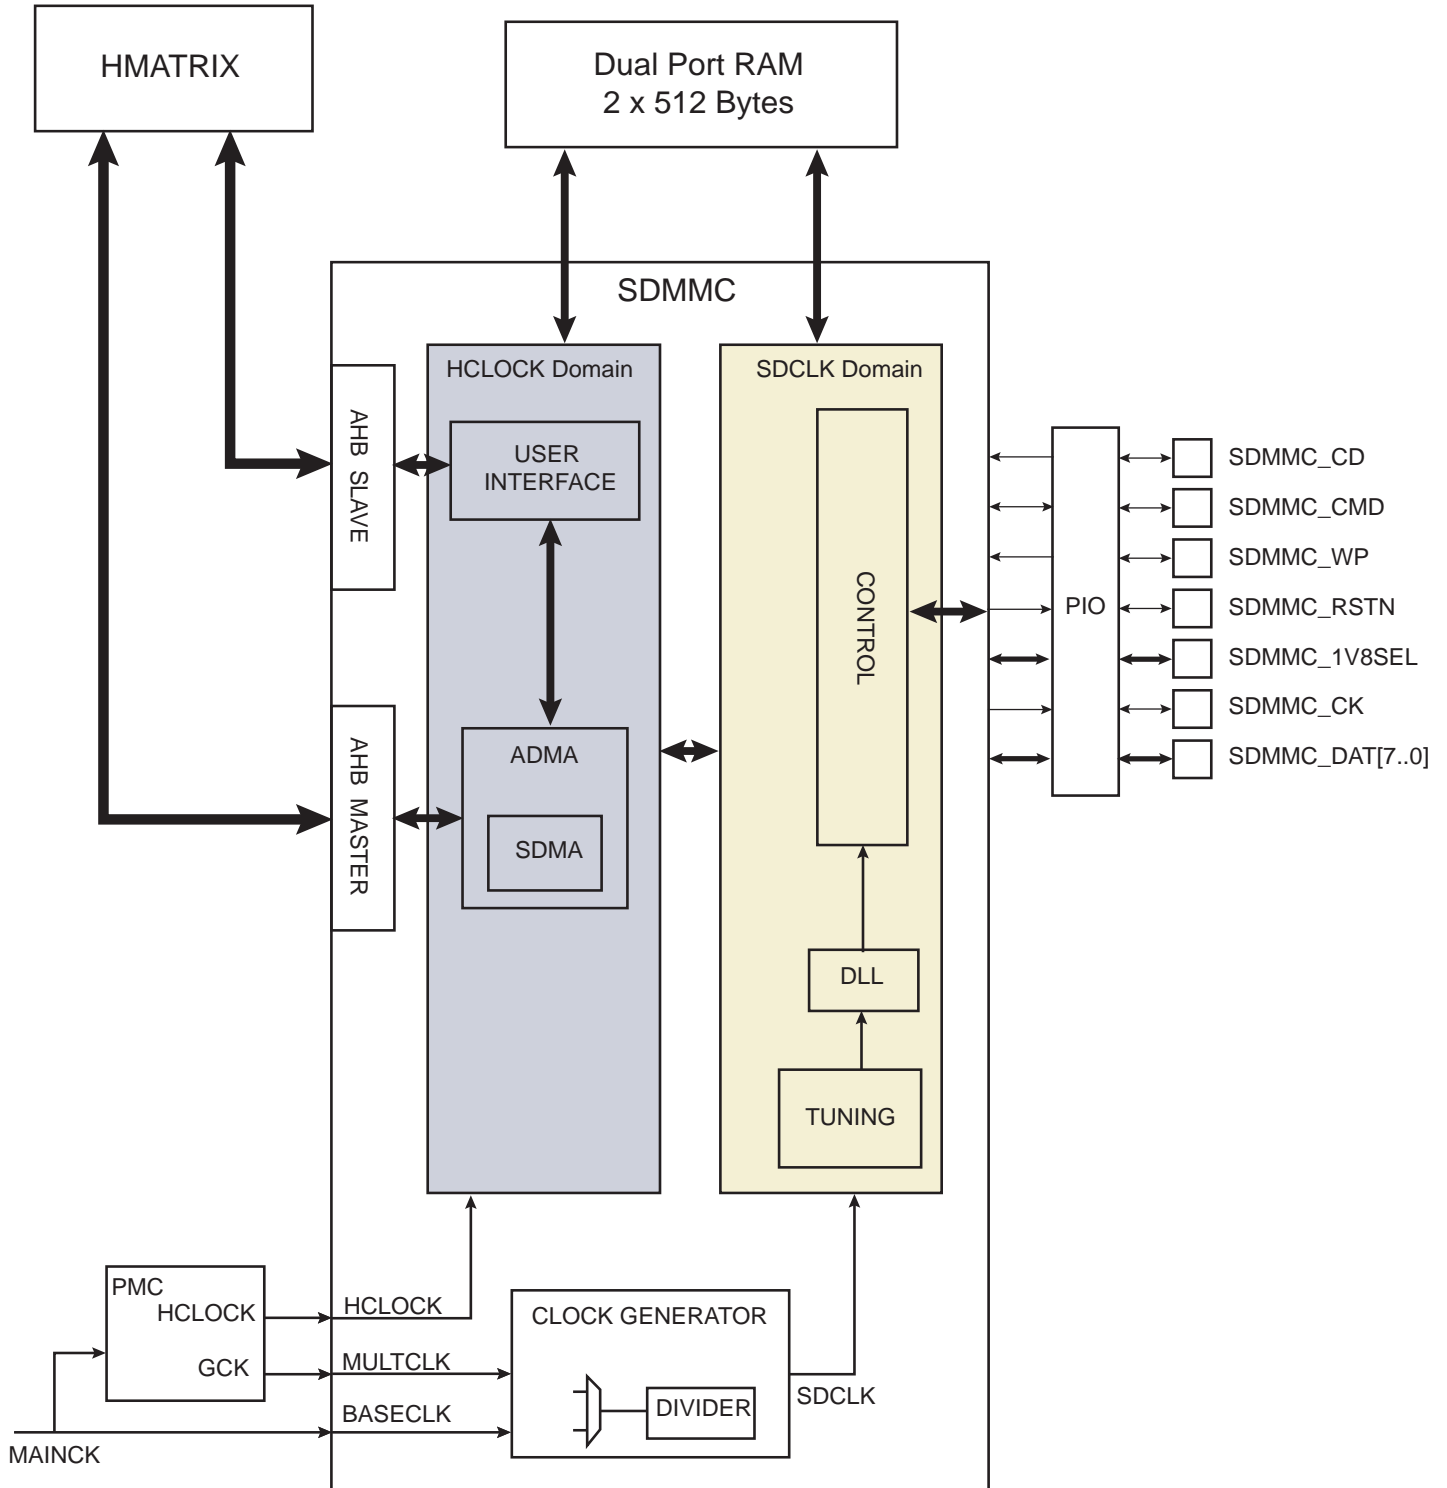 HMATRIX
Dual Port RAM
2 x 512 Bytes
SDMMC
HCLOCK Domain
SDCLK Domain
AHB SLAVE
USER
INTERFACE
CONTROL
PIO
SDMMC_CD
SDMMC_CMD
SDMMC_WP
SDMMC_RSTN
SDMMC_1V8SEL
SDMMC_CK
SDMMC_DAT[7..0]
AHB MASTER
ADMA
SDMA
DLL
TUNING
PMC
HCLOCK
GCK
HCLOCK
MULTCLK
BASECLK
CLOCK GENERATOR
DIVIDER
SDCLK
MAINCK